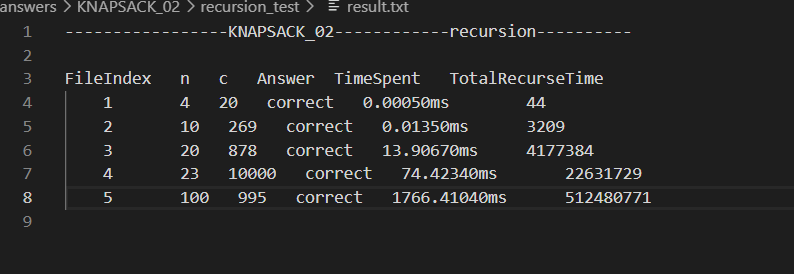 answers > KNAPSACK_02 > recursion_test > result.txt
1 -----------------KNAPSACK_02------------recursion----------
2
3 FileIndex n c Answer TimeSpent TotalRecurseTime
4 1 4 20 correct 0.00050ms 44
5 2 10 269 correct 0.01350ms 3209
6 3 20 878 correct 13.90670ms 4177384
7 4 23 10000 correct 74.42340ms 22631729
8 5 100 995 correct 1766.41040ms 512480771
9